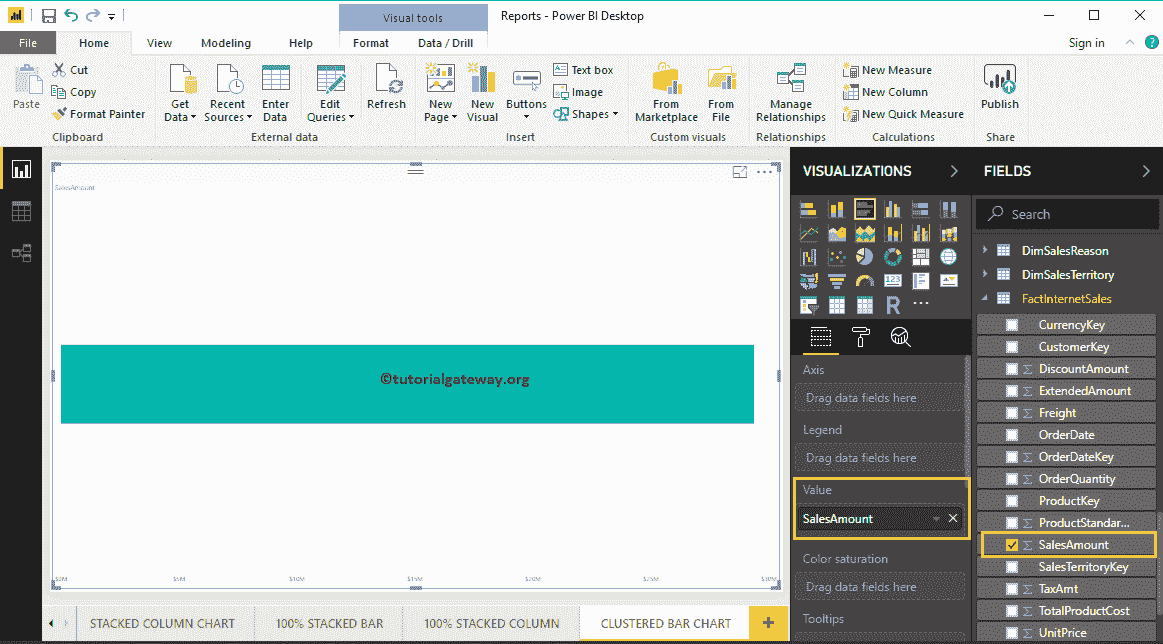 Visual tools
Reports - Power BI Desktop
File Home View Modeling Help Format Data / Drill Sign in ?
Paste
Cut
Copy
Format Painter
Clipboard
Get Data
Recent Sources
Enter Data
Edit Queries
External data
Refresh
New Page
New Visual
Buttons
Text box
Image
Shapes
Insert
From Marketplace
From File
Custom visuals
Manage Relationships
Relationships
New Measure
New Column
New Quick Measure
Calculations
Publish
Share
SalesAmount
©tutorialgateway.org
$0M $5M $10M $15M $20M $25M $30M
STACKED COLUMN CHART 100% STACKED BAR 100% STACKED COLUMN CLUSTERED BAR CHART +
VISUALIZATIONS
123
R
Axis
Drag data fields here
Legend
Drag data fields here
Value
SalesAmount
Color saturation
Drag data fields here
Tooltips
FIELDS
Search
DimSalesReason
DimSalesTerritory
FactInternetSales
CurrencyKey
CustomerKey
Σ DiscountAmount
Σ ExtendedAmount
Σ Freight
OrderDate
Σ OrderDateKey
Σ OrderQuantity
ProductKey
Σ ProductStandar...
Σ SalesAmount
SalesTerritoryKey
Σ TaxAmt
Σ TotalProductCost
Σ UnitPrice